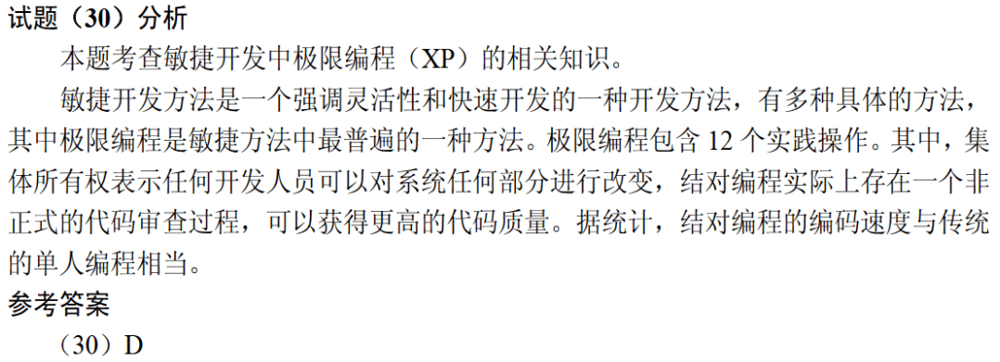 试题（30）分析
本题考查敏捷开发中极限编程（XP）的相关知识。
敏捷开发方法是一个强调灵活性和快速开发的一种开发方法，有多种具体的方法，
其中极限编程是敏捷方法中最普遍的一种方法。极限编程包含 12 个实践操作。其中，集
体所有权表示任何开发人员可以对系统任何部分进行改变，结对编程实际上存在一个非
正式的代码审查过程，可以获得更高的代码质量。据统计，结对编程的编码速度与传统
的单人编程相当。
参考答案
（30）D